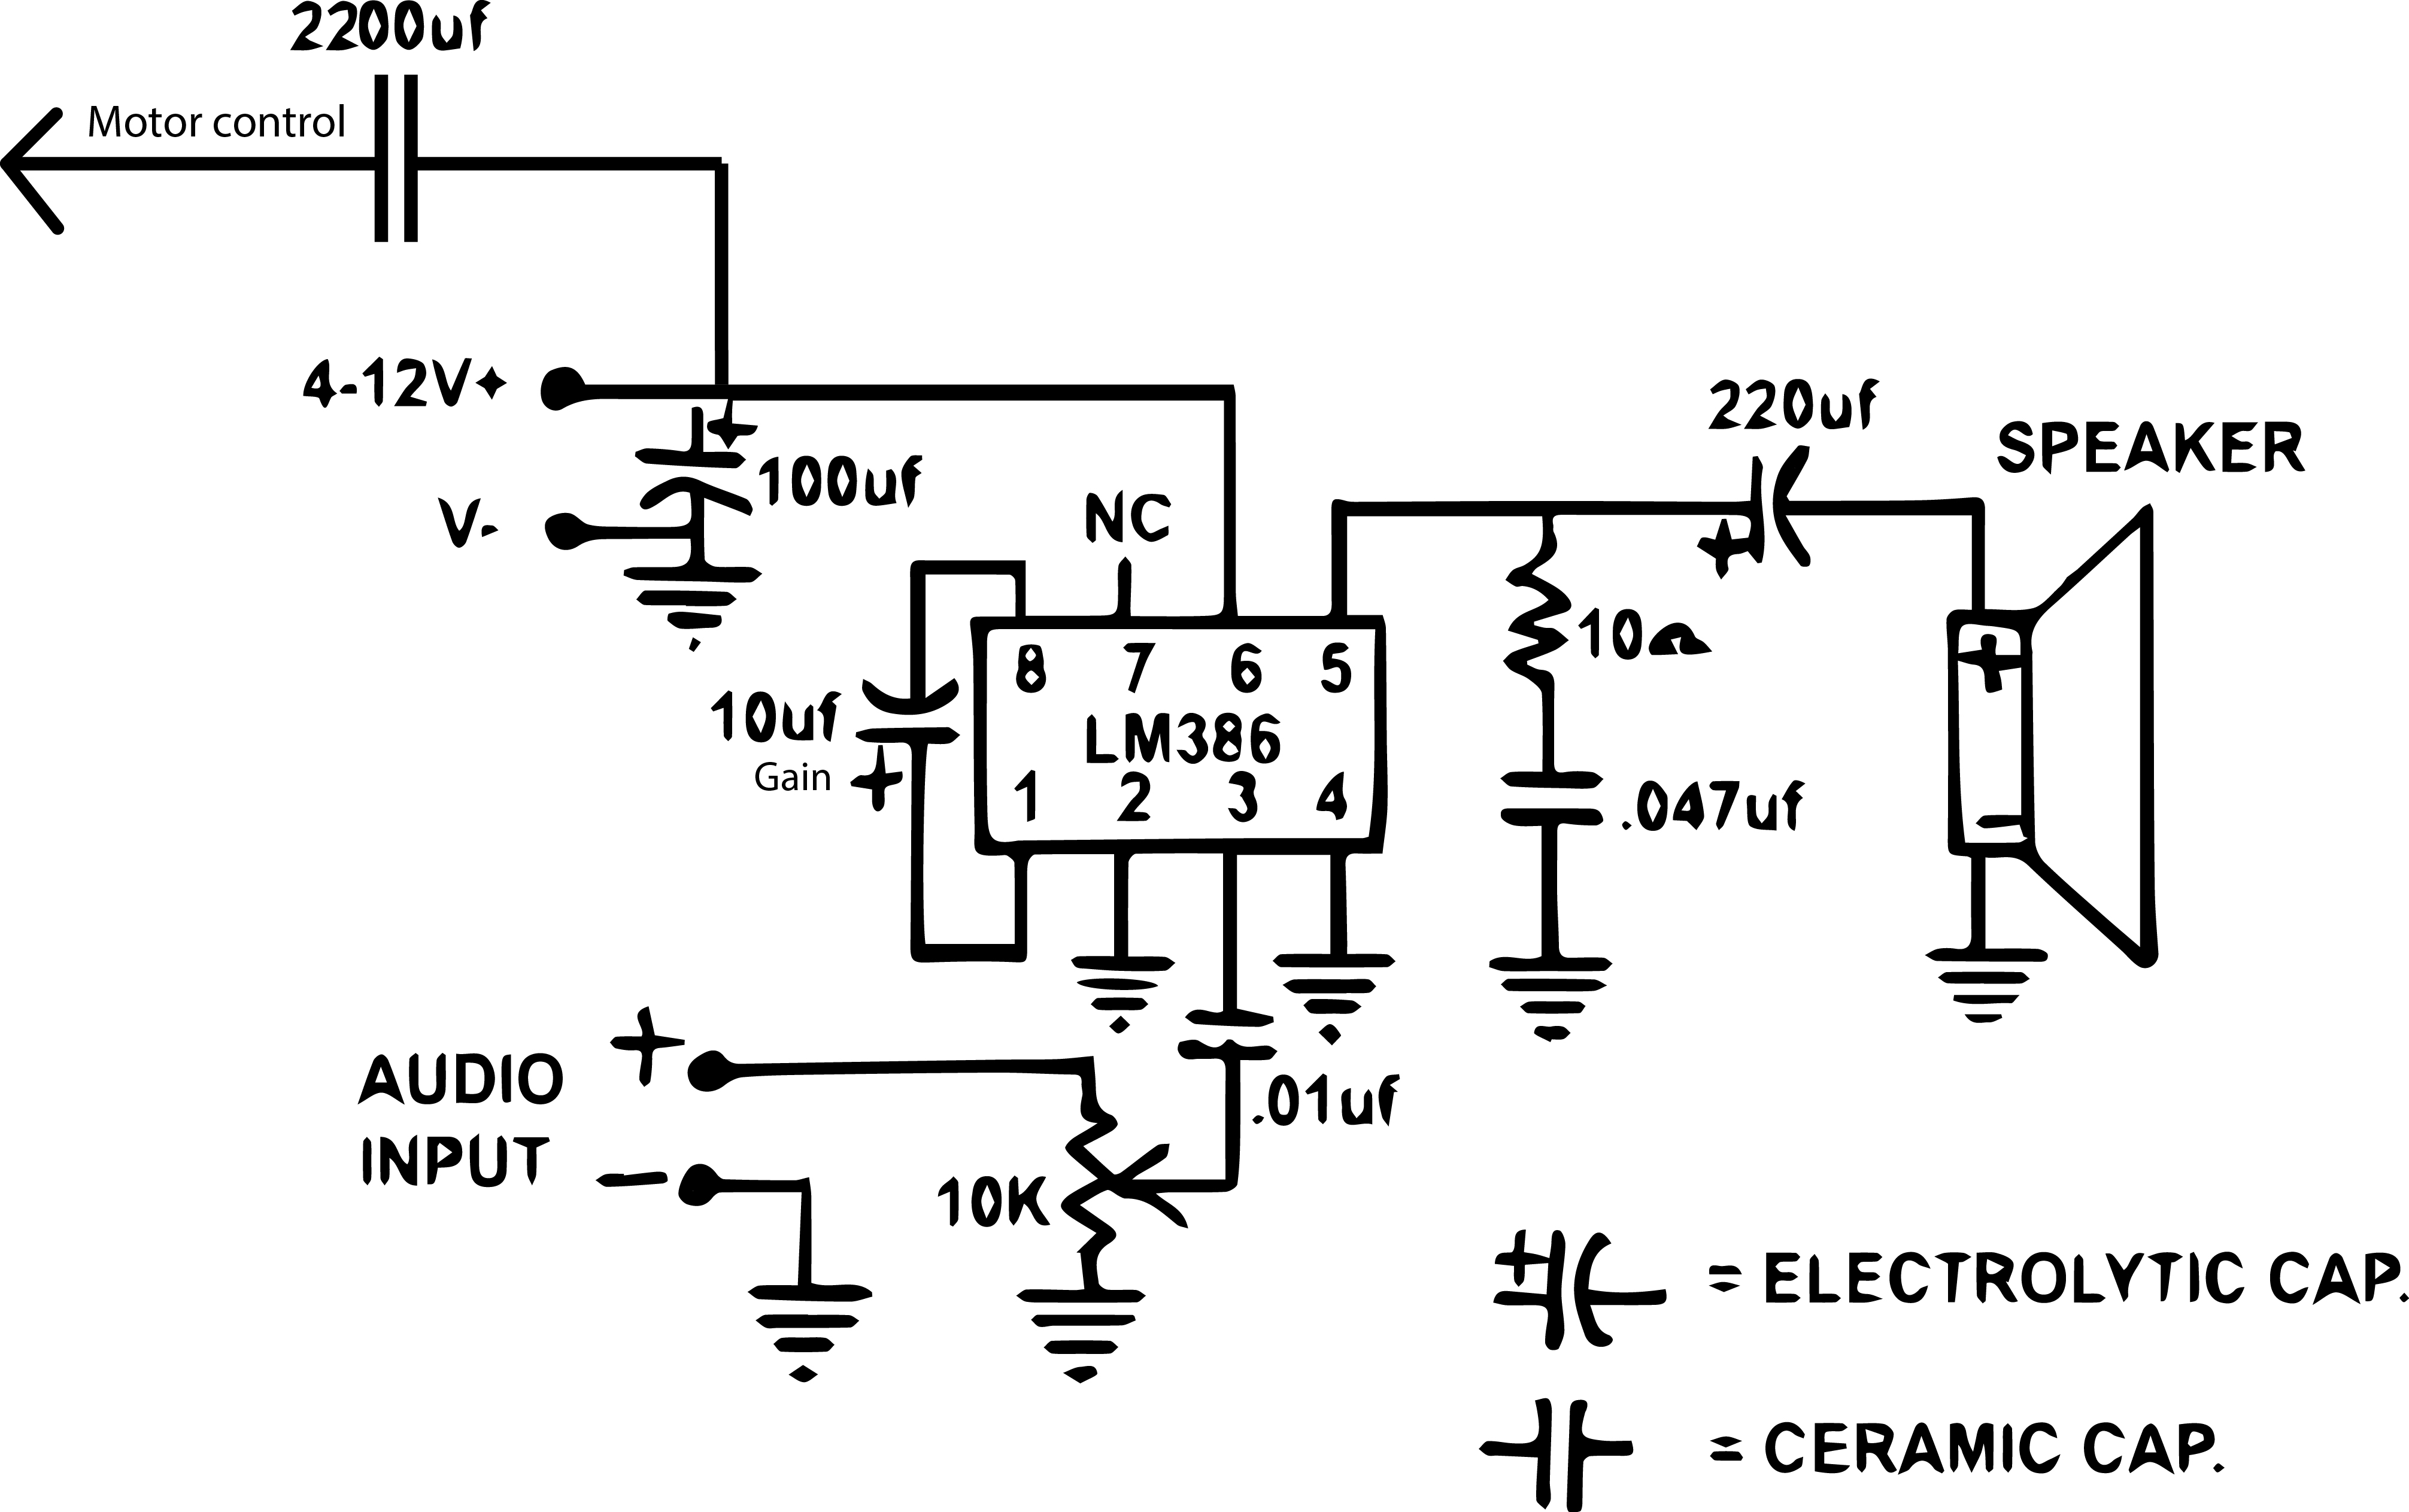 2200uf
Motor control
4-12V+
100uf
V-
NC
220uf
SPEAKER
+
10Ω
8 7 6 5
LM386
1 2 3 4
10uf
Gain
+
.047uf
+
-
+
AUDIO
INPUT
-
.01uf
10K
+
= ELECTROLYTIC CAP.
= CERAMIC CAP.